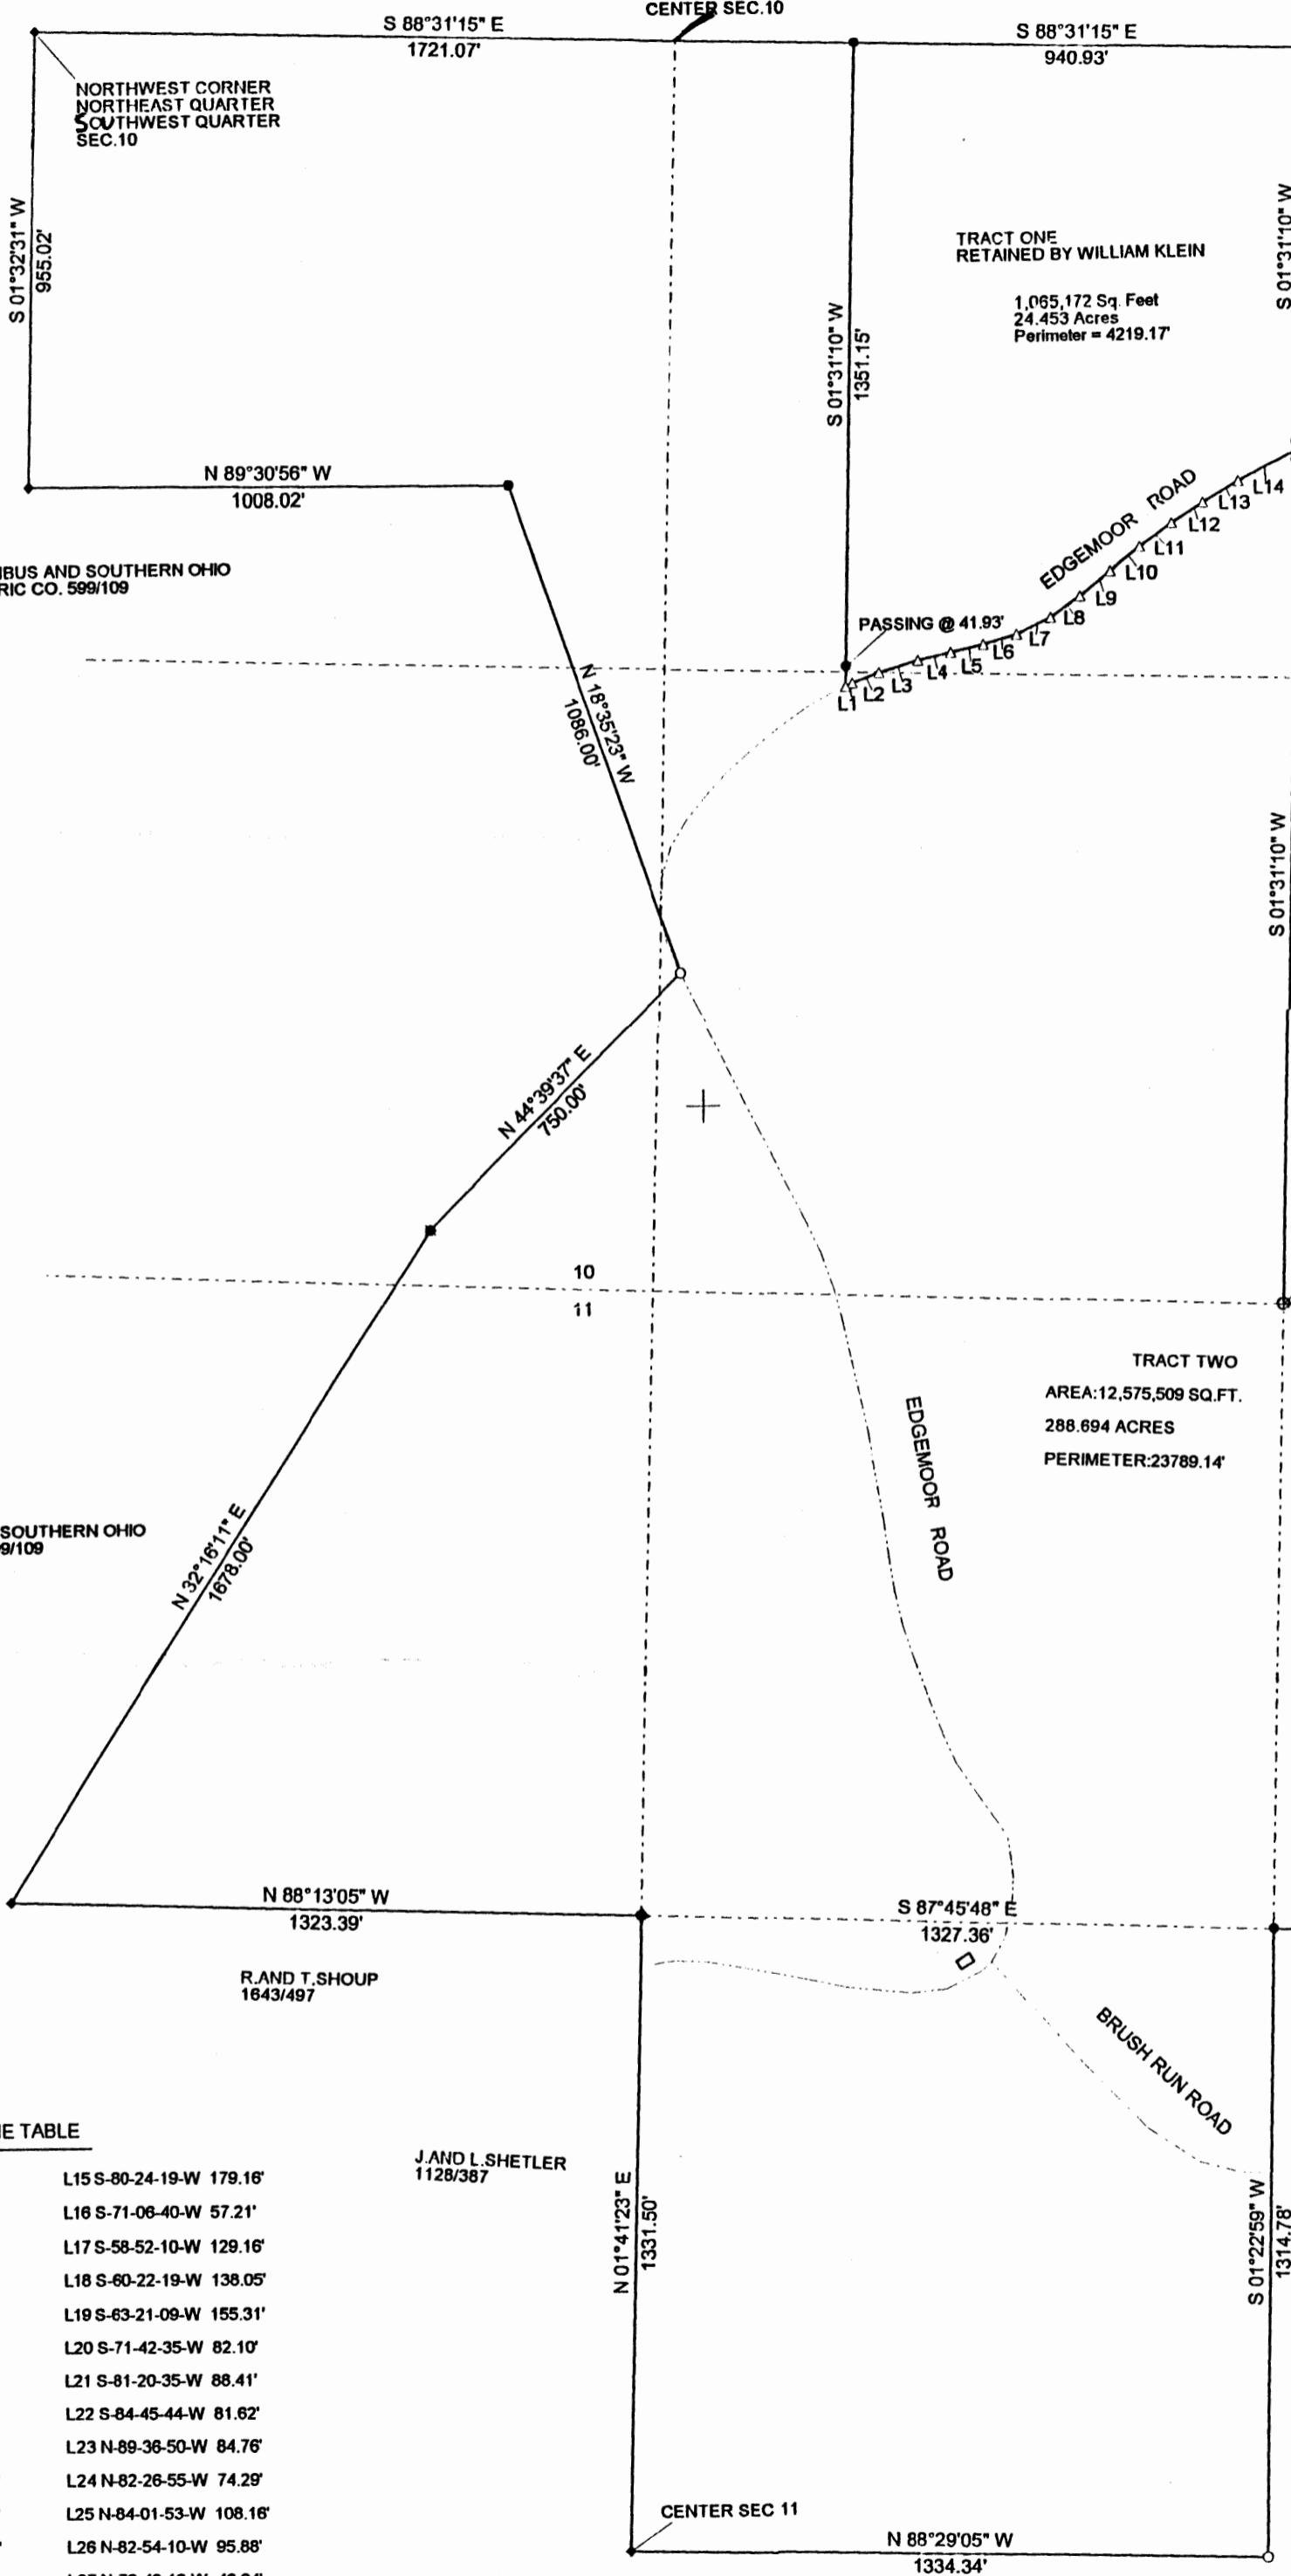 CENTER SEC.10
S 88°31'15" E
1721.07'
S 88°31'15" E
940.93'
NORTHWEST CORNER
NORTHEAST QUARTER
SOUTHWEST QUARTER
SEC.10
S 01°32'31" W
955.02'
TRACT ONE
RETAINED BY WILLIAM KLEIN
1,065,172 Sq. Feet
24.453 Acres
Perimeter = 4219.17'
S 01°31'10" W
S 01°31'10" W
1351.15'
N 89°30'56" W
1008.02'
EDGEMOOR ROAD
L14
L13
L12
L11
L10
L9
L8
L7
L6
L5
L4
L3
L2
L1
IBUS AND SOUTHERN OHIO
RIC CO. 599/109
PASSING @ 41.93'
N 18°35'23" W
1086.00'
S 01°31'10" W
N 44°39'37" E
750.00'
10
11
TRACT TWO
AREA:12,575,509 SQ.FT.
288.694 ACRES
PERIMETER:23789.14'
EDGEMOOR ROAD
SOUTHERN OHIO
9/109
N 32°16'11" E
1678.00'
N 88°13'05" W
1323.39'
S 87°45'48" E
1327.36'
R.AND T.SHOUP
1643/497
BRUSH RUN ROAD
E TABLE
J.AND L.SHETLER
1128/387
N 01°41'23" E
1331.50'
S 01°22'59" W
1314.78'
L15 S-80-24-19-W 179.16'
L16 S-71-06-40-W 57.21'
L17 S-58-52-10-W 129.16'
L18 S-60-22-19-W 138.05'
L19 S-63-21-09-W 155.31'
L20 S-71-42-35-W 82.10'
L21 S-81-20-35-W 88.41'
L22 S-84-45-44-W 81.62'
L23 N-89-36-50-W 84.76'
L24 N-82-26-55-W 74.29'
L25 N-84-01-53-W 108.16'
L26 N-82-54-10-W 95.88'
CENTER SEC 11
N 88°29'05" W
1334.34'